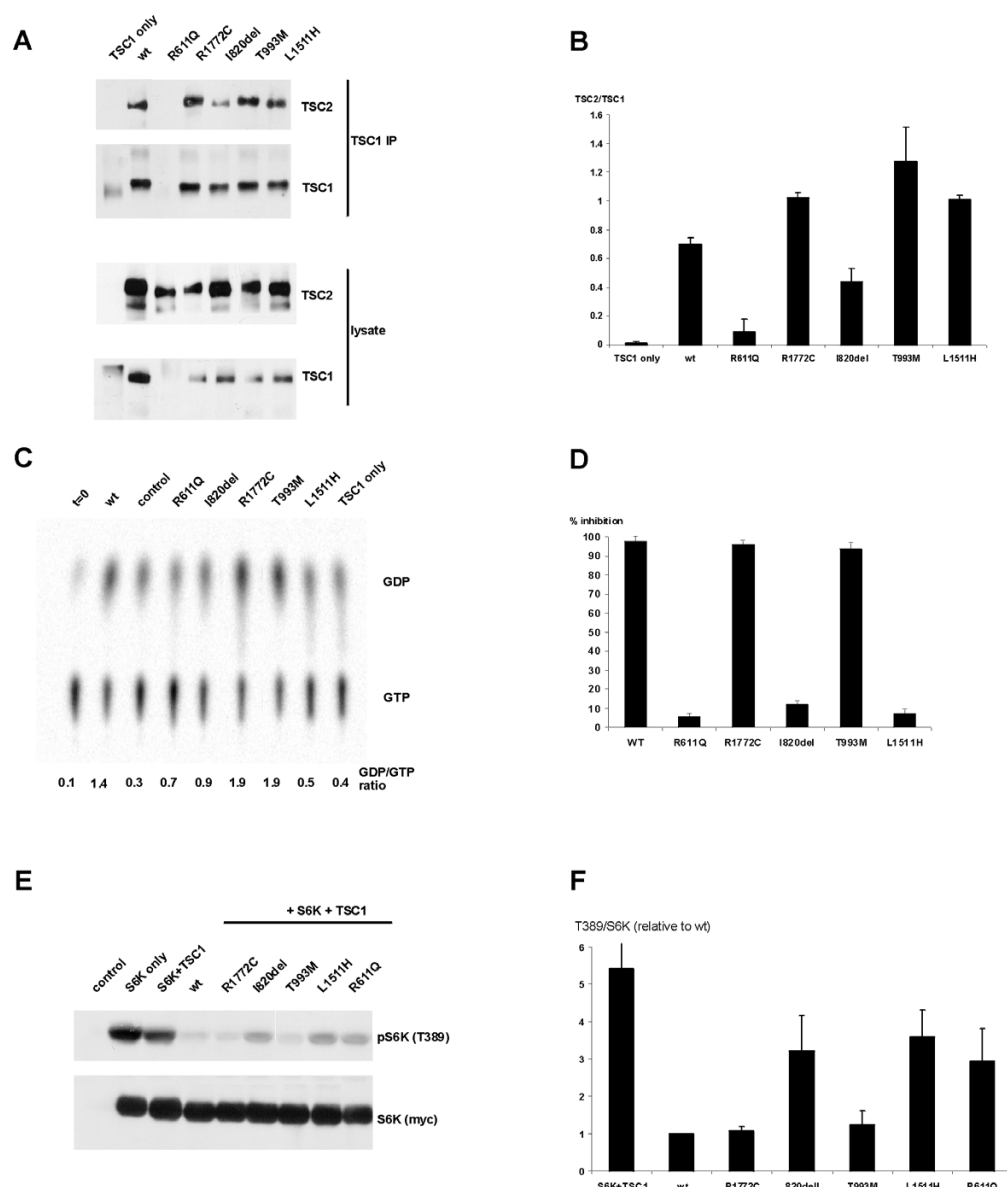 A
TSC1 only
wt
R611Q
R1772C
I820del
T993M
L1511H
TSC2
TSC1
TSC1 IP
TSC2
TSC1
lysate
B
TSC2/TSC1
1.6
1.4
1.2
1
0.8
0.6
0.4
0.2
0
TSC1 only wt R611Q R1772C I820del T993M L1511H
C
t=0
wt
control
R611Q
I820del
R1772C
T993M
L1511H
TSC1 only
GDP
GTP
0.1 1.4 0.3 0.7 0.9 1.9 1.9 0.5 0.4
GDP/GTP
ratio
D
% inhibition
100
90
80
70
60
50
40
30
20
10
0
WT R611Q R1772C I820del T993M L1511H
E
+ S6K + TSC1
control
S6K only
S6K+TSC1
wt
R1772C
I820del
T993M
L1511H
R611Q
pS6K (T389)
S6K (myc)
F
T389/S6K (relative to wt)
6
5
4
3
2
1
0
S6K+TSC1 wt R1772C T993M L1511H R611Q